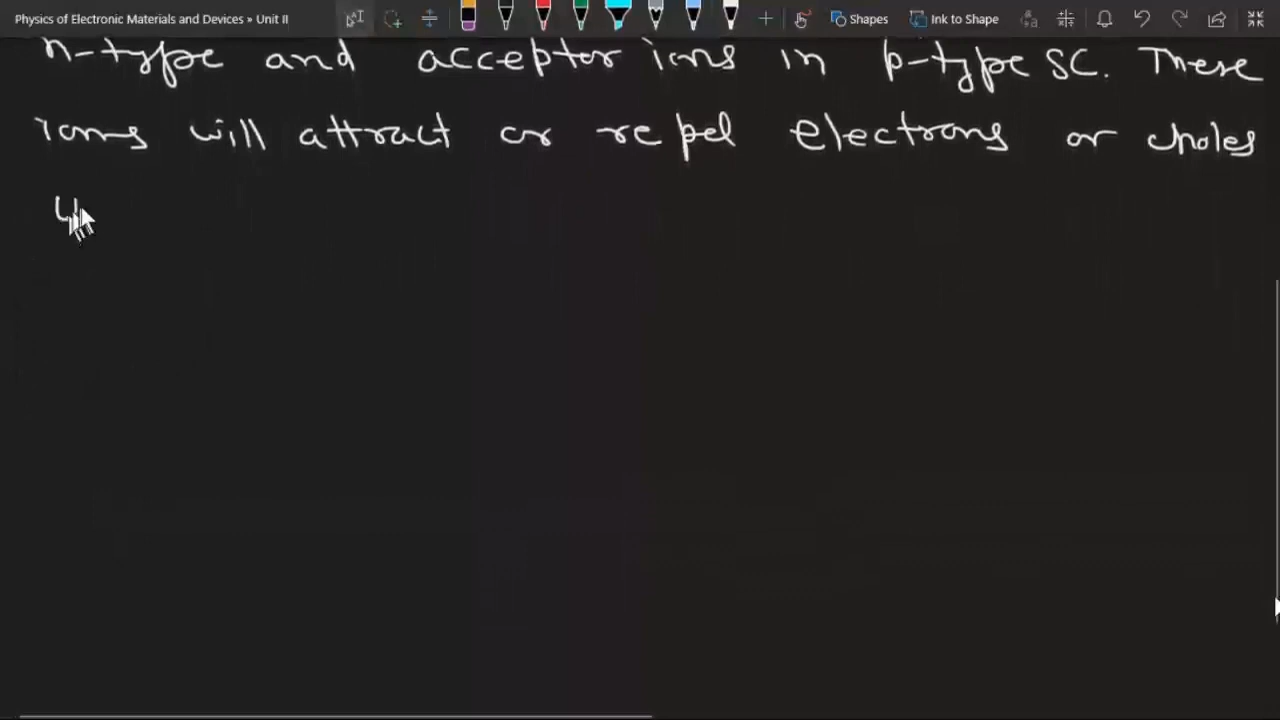 Physics of Electronic Materials and Devices » Unit II
Shapes
Ink to Shape
n-type and acceptor ions in p-type SC. These
ions will attract or repel electrons or holes